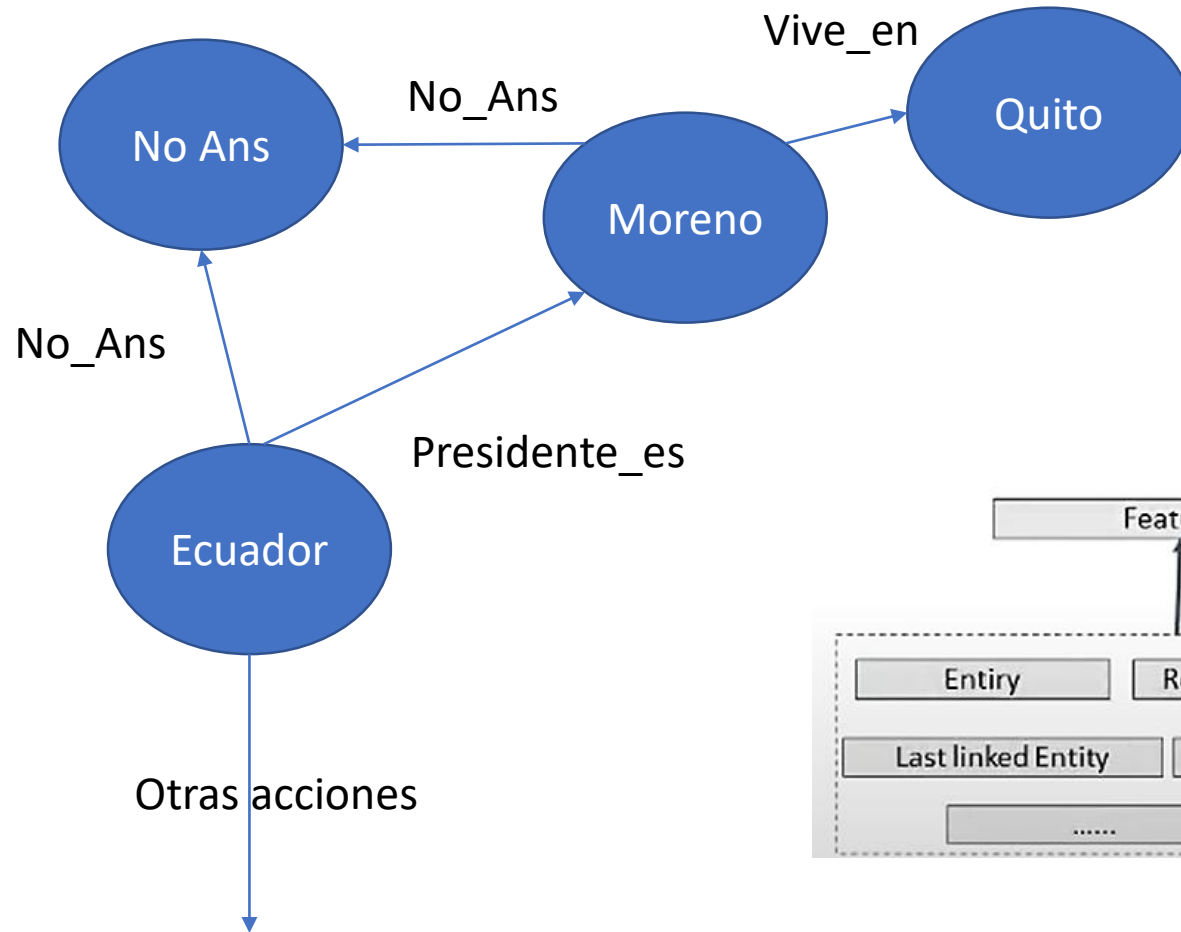 Vive_en
No_Ans
Quito
No Ans
Moreno
No_Ans
Presidente_es
Ecuador
Otras acciones
Entiry
Last linked Entity
......